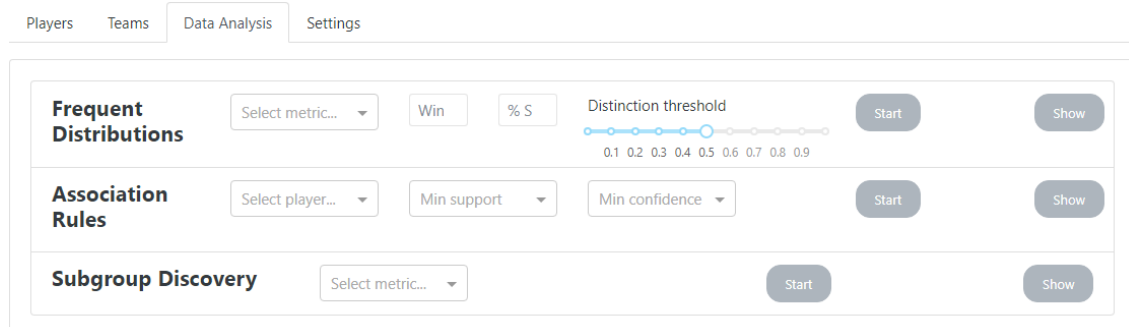 Players Teams Data Analysis Settings
Frequent Distributions Select metric... Win % S Distinction threshold Start Show
0.1 0.2 0.3 0.4 0.5 0.6 0.7 0.8 0.9
Association Rules Select player... Min support Min confidence Start Show
Subgroup Discovery Select metric... Start Show